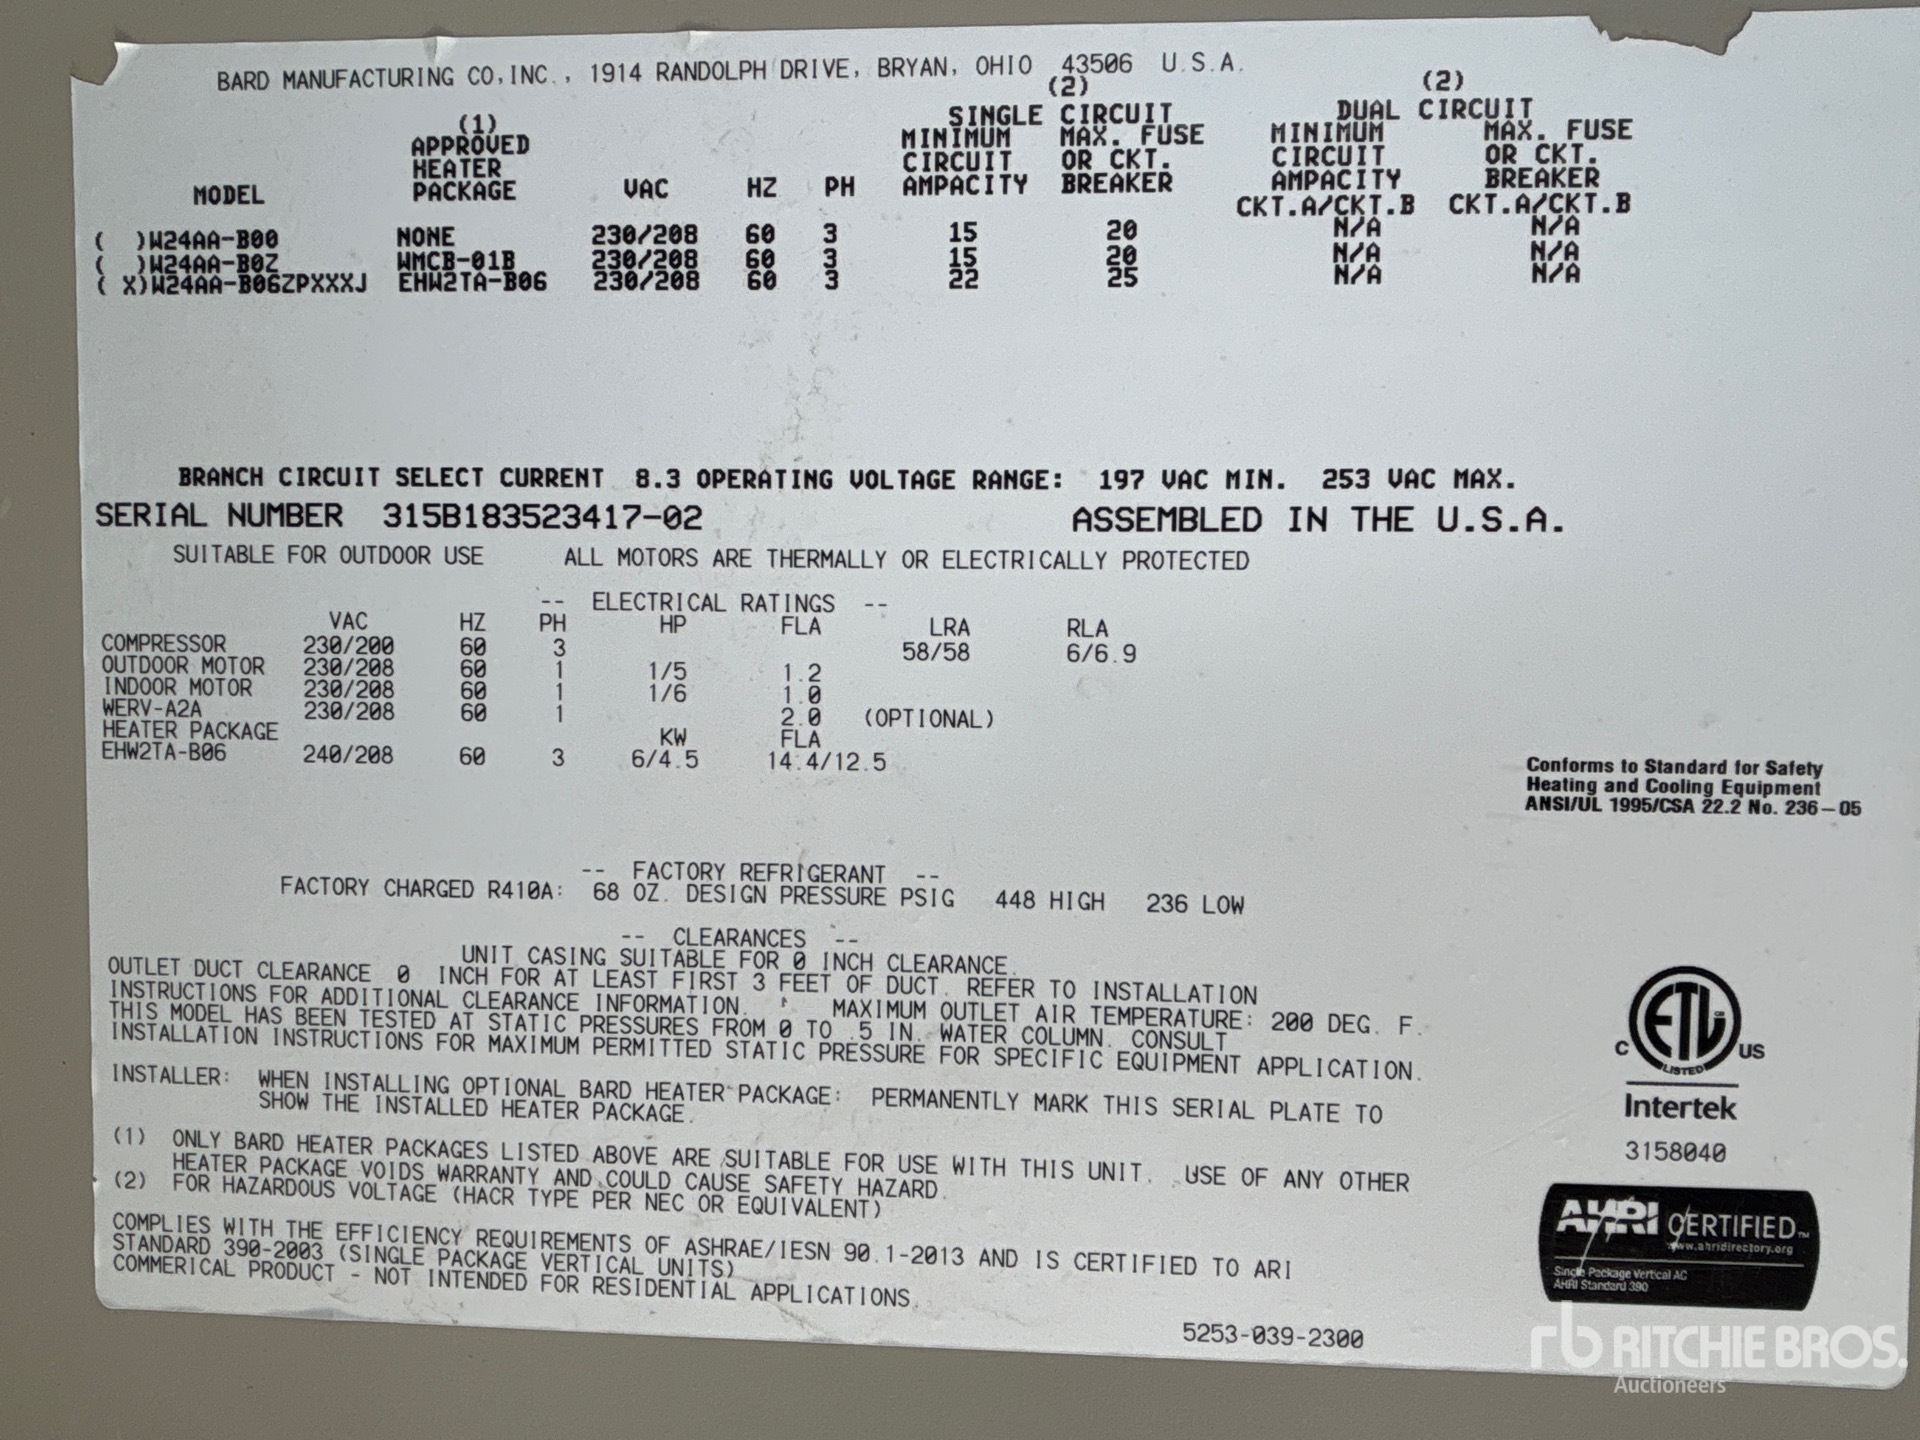 BARD MANUFACTURING CO,INC., 1914 RANDOLPH DRIVE, BRYAN, OHIO 43506 U.S.A.
(1) APPROVED HEATER PACKAGE
(2) SINGLE CIRCUIT
(2) DUAL CIRCUIT
MODEL VAC HZ PH MINIMUM CIRCUIT AMPACITY MAX. FUSE OR CKT. BREAKER MINIMUM CIRCUIT AMPACITY CKT.A/CKT.B MAX. FUSE OR CKT. BREAKER CKT.A/CKT.B
( )W24AA-B00 NONE 230/208 60 3 15 20 N/A N/A
( )W24AA-B0Z WMCB-01B 230/208 60 3 15 20 N/A N/A
( X)W24AA-B06ZPXXXJ EHW2TA-B06 230/208 60 3 22 25 N/A N/A
BRANCH CIRCUIT SELECT CURRENT 8.3 OPERATING VOLTAGE RANGE: 197 VAC MIN. 253 VAC MAX.
SERIAL NUMBER 315B183523417-02 ASSEMBLED IN THE U.S.A.
SUITABLE FOR OUTDOOR USE ALL MOTORS ARE THERMALLY OR ELECTRICALLY PROTECTED
-- ELECTRICAL RATINGS --
VAC HZ PH HP FLA LRA RLA
COMPRESSOR 230/200 60 3 58/58 6/6.9
OUTDOOR MOTOR 230/208 60 1 1/5 1.2
INDOOR MOTOR 230/208 60 1 1/6 1.0
WERV-A2A 230/208 60 1 2.0 (OPTIONAL)
HEATER PACKAGE KW FLA
EHW2TA-B06 240/208 60 3 6/4.5 14.4/12.5
Conforms to Standard for Safety
Heating and Cooling Equipment
ANSI/UL 1995/CSA 22.2 No. 236-05
-- FACTORY REFRIGERANT --
FACTORY CHARGED R410A: 68 OZ. DESIGN PRESSURE PSIG 448 HIGH 236 LOW
-- CLEARANCES --
UNIT CASING SUITABLE FOR 0 INCH CLEARANCE.
OUTLET DUCT CLEARANCE 0 INCH FOR AT LEAST FIRST 3 FEET OF DUCT. REFER TO INSTALLATION
INSTRUCTIONS FOR ADDITIONAL CLEARANCE INFORMATION. MAXIMUM OUTLET AIR TEMPERATURE: 200 DEG. F.
THIS MODEL HAS BEEN TESTED AT STATIC PRESSURES FROM 0 TO .5 IN. WATER COLUMN. CONSULT
INSTALLATION INSTRUCTIONS FOR MAXIMUM PERMITTED STATIC PRESSURE FOR SPECIFIC EQUIPMENT APPLICATION.
INSTALLER: WHEN INSTALLING OPTIONAL BARD HEATER PACKAGE: PERMANENTLY MARK THIS SERIAL PLATE TO
SHOW THE INSTALLED HEATER PACKAGE.
(1) ONLY BARD HEATER PACKAGES LISTED ABOVE ARE SUITABLE FOR USE WITH THIS UNIT. USE OF ANY OTHER
HEATER PACKAGE VOIDS WARRANTY AND COULD CAUSE SAFETY HAZARD.
(2) FOR HAZARDOUS VOLTAGE (HACR TYPE PER NEC OR EQUIVALENT)
COMPLIES WITH THE EFFICIENCY REQUIREMENTS OF ASHRAE/IESN 90.1-2013 AND IS CERTIFIED TO ARI
STANDARD 390-2003 (SINGLE PACKAGE VERTICAL UNITS)
COMMERICAL PRODUCT - NOT INTENDED FOR RESIDENTIAL APPLICATIONS.
5253-039-2300
C ETL US
LISTED
Intertek
3158040
AHRI CERTIFIED™
www.ahridirectory.org
Single Package Vertical AC
AHRI Standard 390
rb RITCHIE BROS.
Auctioneers